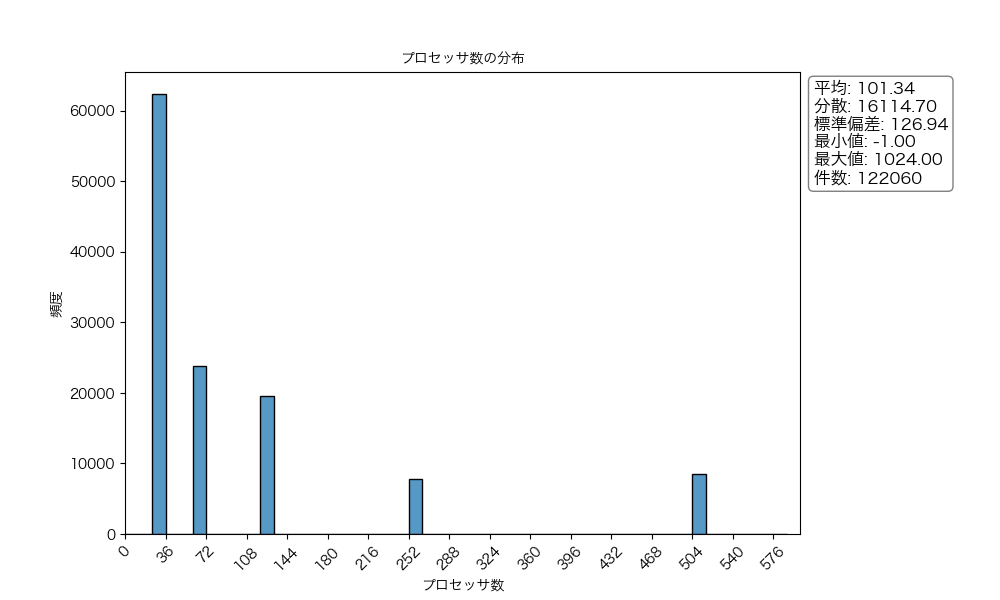 プロセッサ数の分布
平均: 101.34
分散: 16114.70
標準偏差: 126.94
最小値: -1.00
最大値: 1024.00
件数: 122060
頻度
60000
50000
40000
30000
20000
10000
0
0 36 72 108 144 180 216 252 288 324 360 396 432 468 504 540 576
プロセッサ数